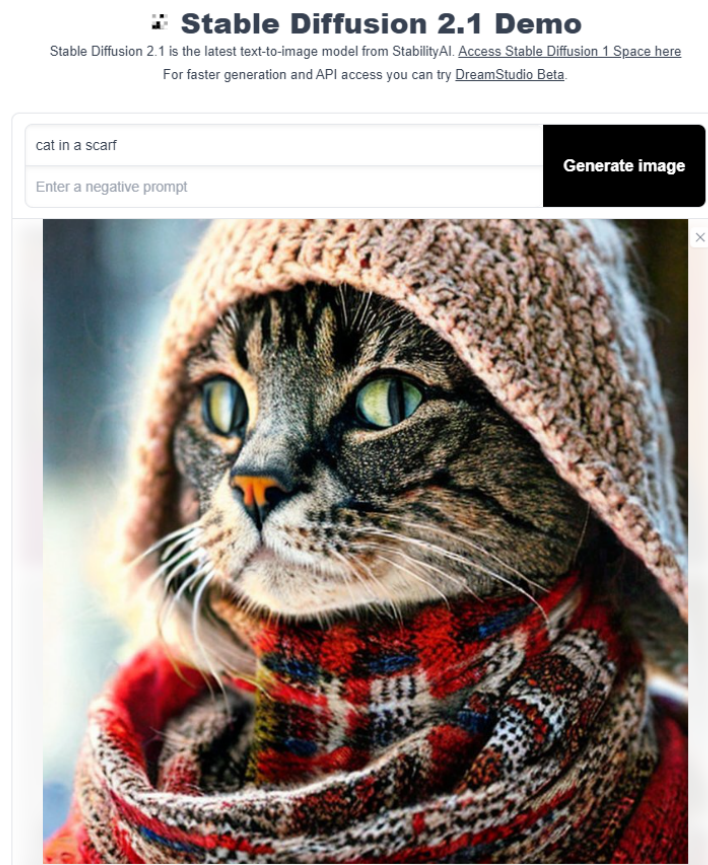 Stable Diffusion 2.1 Demo
Stable Diffusion 2.1 is the latest text-to-image model from StabilityAI. Access Stable Diffusion 1 Space here
For faster generation and API access you can try DreamStudio Beta.
cat in a scarf
Generate image
Enter a negative prompt